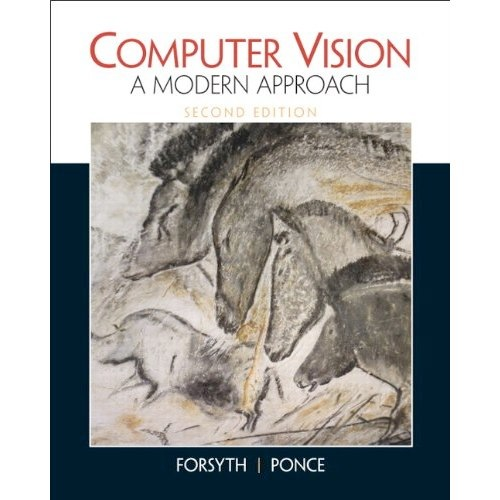 COMPUTER VISION
A MODERN APPROACH
SECOND EDITION
FORSYTH | PONCE